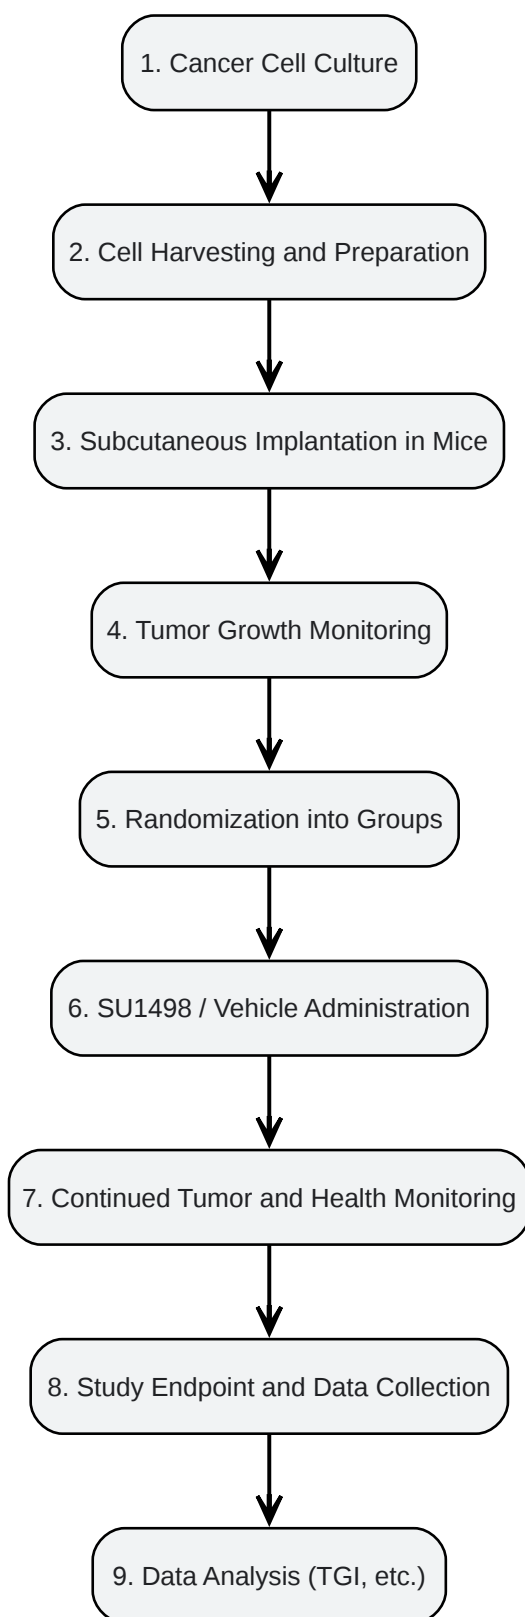 1. Cancer Cell Culture
2. Cell Harvesting and Preparation
3. Subcutaneous Implantation in Mice
4. Tumor Growth Monitoring
5. Randomization into Groups
6. SU1498 / Vehicle Administration
7. Continued Tumor and Health Monitoring
8. Study Endpoint and Data Collection
9. Data Analysis (TGI, etc.)